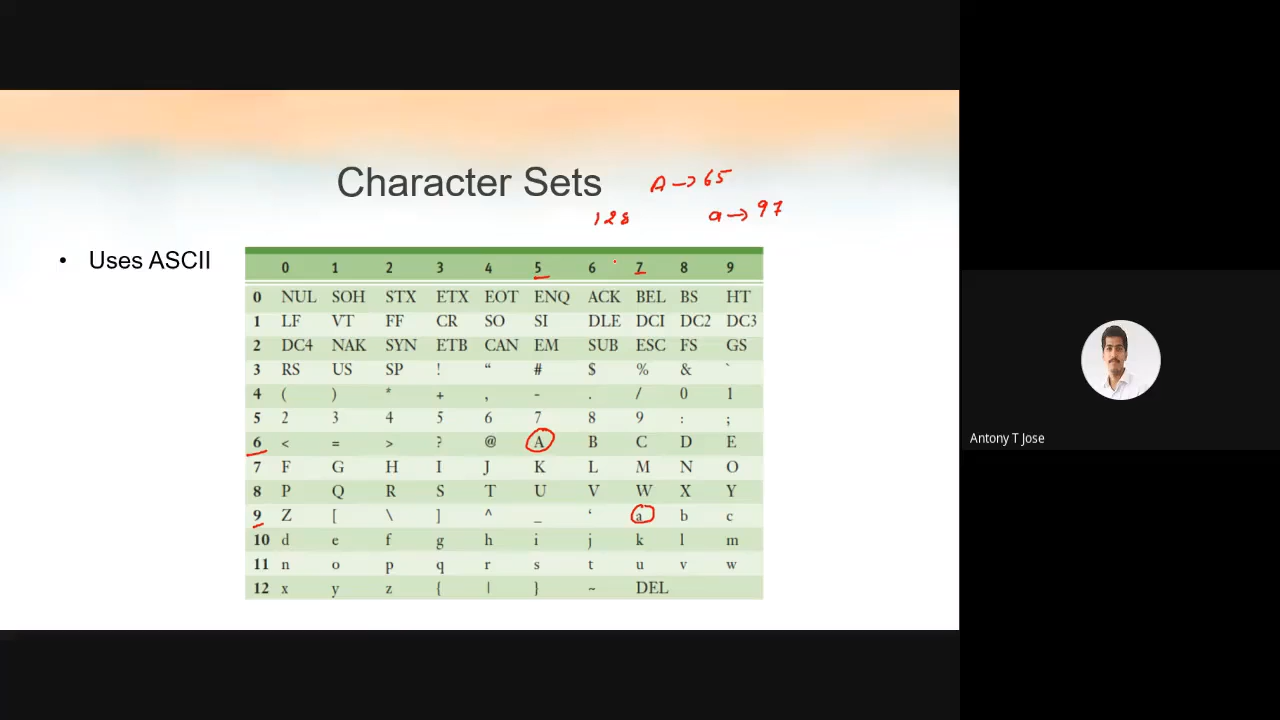 Character Sets
A → 65
128
a → 97
• Uses ASCII
0 1 2 3 4 5 6 7 8 9
0 NUL SOH STX ETX EOT ENQ ACK BEL BS HT
1 LF VT FF CR SO SI DLE DCI DC2 DC3
2 DC4 NAK SYN ETB CAN EM SUB ESC FS GS
3 RS US SP ! “ # $ % & `
4 ( ) * + , - . / 0 1
5 2 3 4 5 6 7 8 9 : ;
6 < = > ? @ A B C D E
7 F G H I J K L M N O
8 P Q R S T U V W X Y
9 Z [ \ ] ^ _ ‘ a b c
10 d e f g h i j k l m
11 n o p q r s t u v w
12 x y z { | } ~ DEL
Antony T Jose